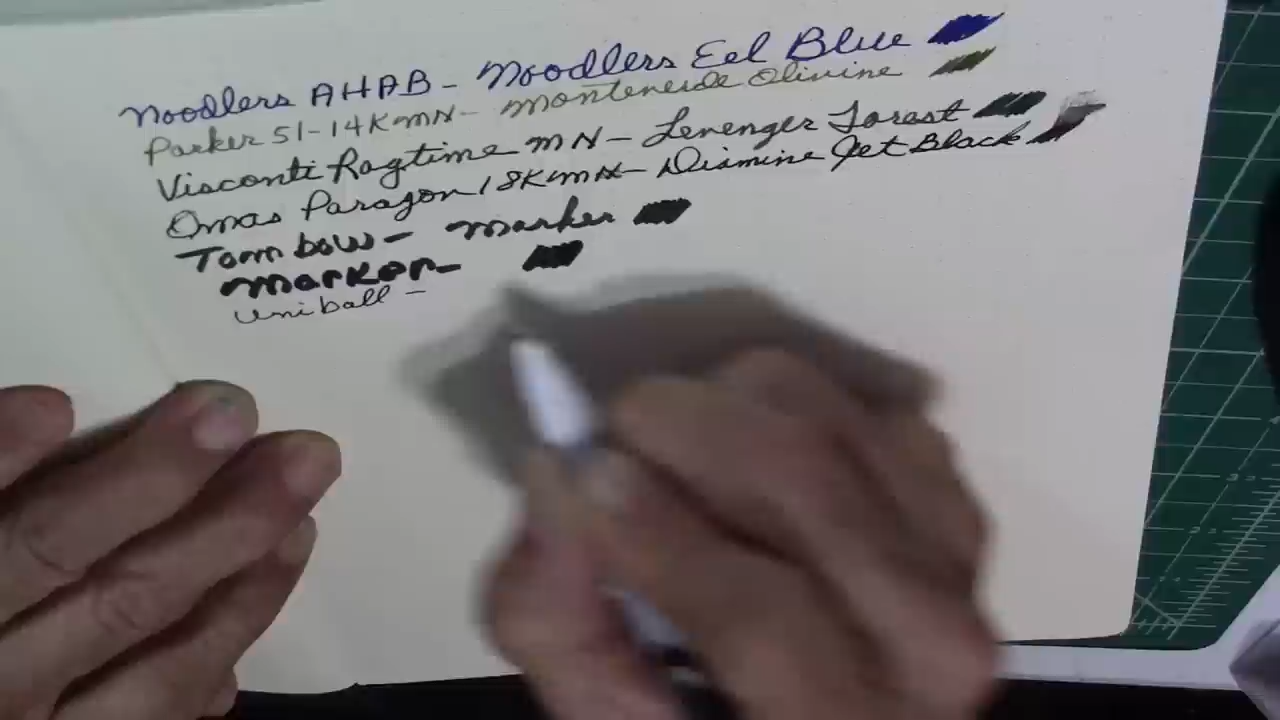 Noodlers AHAB - Noodlers Eel Blue
Parker 51 - 14K MN - Monteverde Olivine
Visconti Ragtime MN - Levenger Forest
Omas Paragon 18K MN - Diamine Jet Black
Tombow - Marker
Marker -
Uniball -